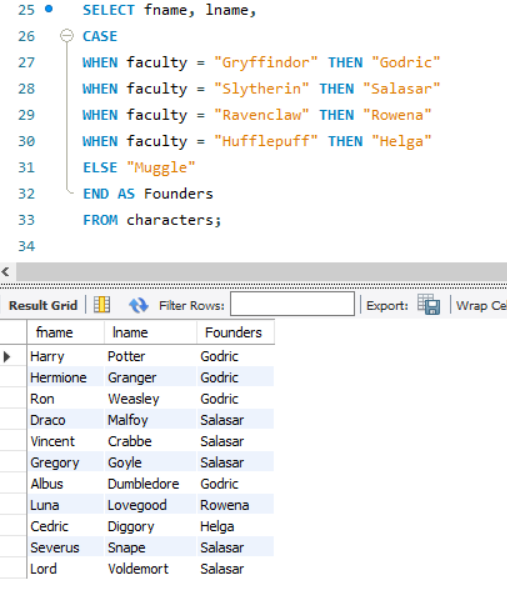 25 SELECT fname, lname,
26 CASE
27 WHEN faculty = "Gryffindor" THEN "Godric"
28 WHEN faculty = "Slytherin" THEN "Salasar"
29 WHEN faculty = "Ravenclaw" THEN "Rowena"
30 WHEN faculty = "Hufflepuff" THEN "Helga"
31 ELSE "Muggle"
32 END AS Founders
33 FROM characters;
34
Result Grid Filter Rows: Export: Wrap Ce
fname lname Founders
Harry Potter Godric
Hermione Granger Godric
Ron Weasley Godric
Draco Malfoy Salasar
Vincent Crabbe Salasar
Gregory Goyle Salasar
Albus Dumbledore Godric
Luna Lovegood Rowena
Cedric Diggory Helga
Severus Snape Salasar
Lord Voldemort Salasar